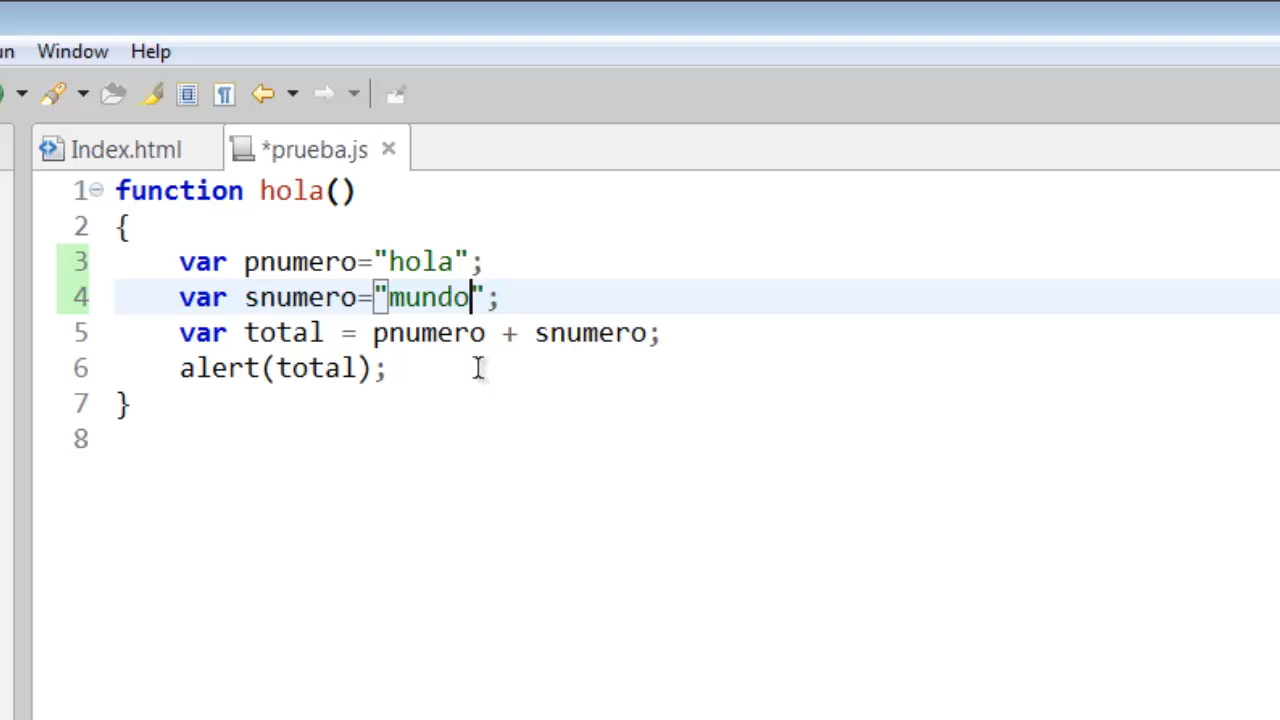 un Window Help
Index.html *prueba.js
1 function hola()
2 {
3 var pnumero="hola";
4 var snumero="mundo";
5 var total = pnumero + snumero;
6 alert(total);
7 }
8